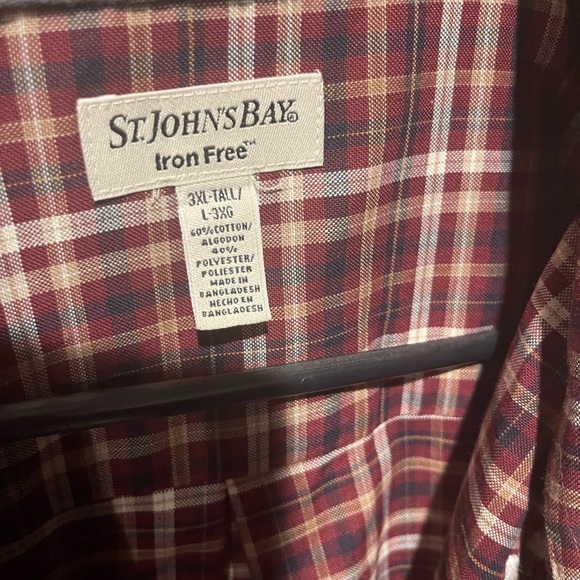 ST. JOHN'S BAY®
Iron Free™
3XL-TALL/
L-3XG
60% COTTON/
ALGODON
40%
POLYESTER/
POLIESTER
MADE IN
BANGLADESH
HECHO EN
BANGLADESH